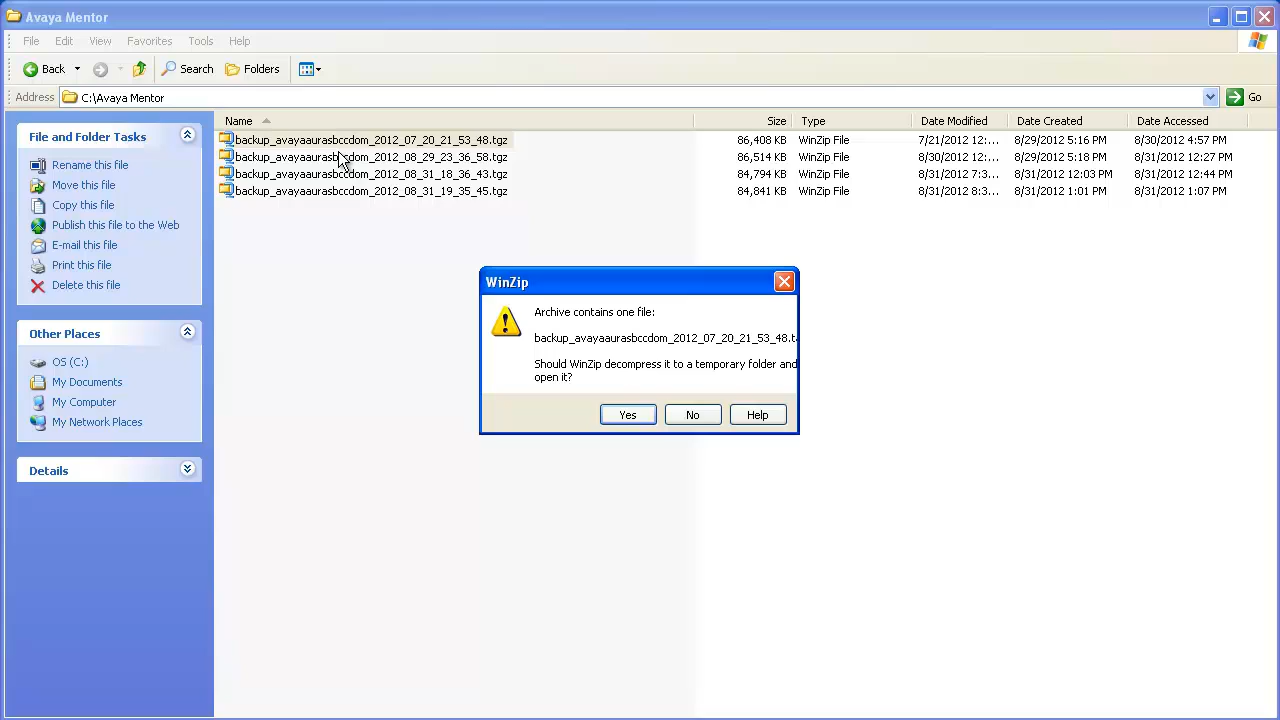 Avaya Mentor
File Edit View Favorites Tools Help
Back Search Folders
Address C:\Avaya Mentor Go
File and Folder Tasks
Rename this file
Move this file
Copy this file
Publish this file to the Web
E-mail this file
Print this file
Delete this file
Other Places
OS (C:)
My Documents
My Computer
My Network Places
Details
Name Size Type Date Modified Date Created Date Accessed
backup_avayaaurasbccdom_2012_07_20_21_53_48.tgz 86,408 KB WinZip File 7/21/2012 12:... 8/29/2012 5:16 PM 8/30/2012 4:57 PM
backup_avayaaurasbccdom_2012_08_29_23_36_58.tgz 86,514 KB WinZip File 8/30/2012 12:... 8/29/2012 5:18 PM 8/31/2012 12:27 PM
backup_avayaaurasbccdom_2012_08_31_18_36_43.tgz 84,794 KB WinZip File 8/31/2012 7:3... 8/31/2012 12:03 PM 8/31/2012 12:44 PM
backup_avayaaurasbccdom_2012_08_31_19_35_45.tgz 84,841 KB WinZip File 8/31/2012 8:3... 8/31/2012 1:01 PM 8/31/2012 1:07 PM
WinZip
Archive contains one file:
backup_avayaaurasbccdom_2012_07_20_21_53_48.ta
Should WinZip decompress it to a temporary folder and
open it?
Yes No Help